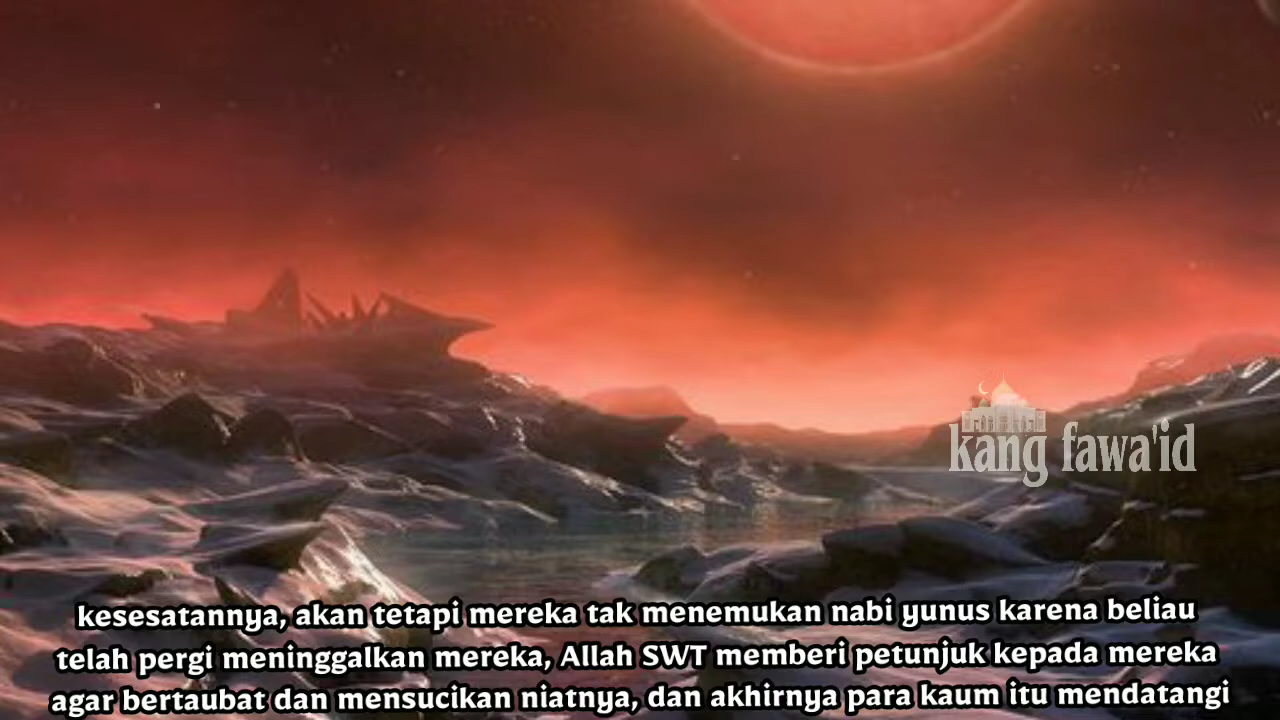 kang fawa'id
kesesatannya, akan tetapi mereka tak menemukan nabi yunus karena beliau
telah pergi meninggalkan mereka, Allah SWT memberi petunjuk kepada mereka
agar bertaubat dan mensucikan niatnya, dan akhirnya para kaum itu mendatangi